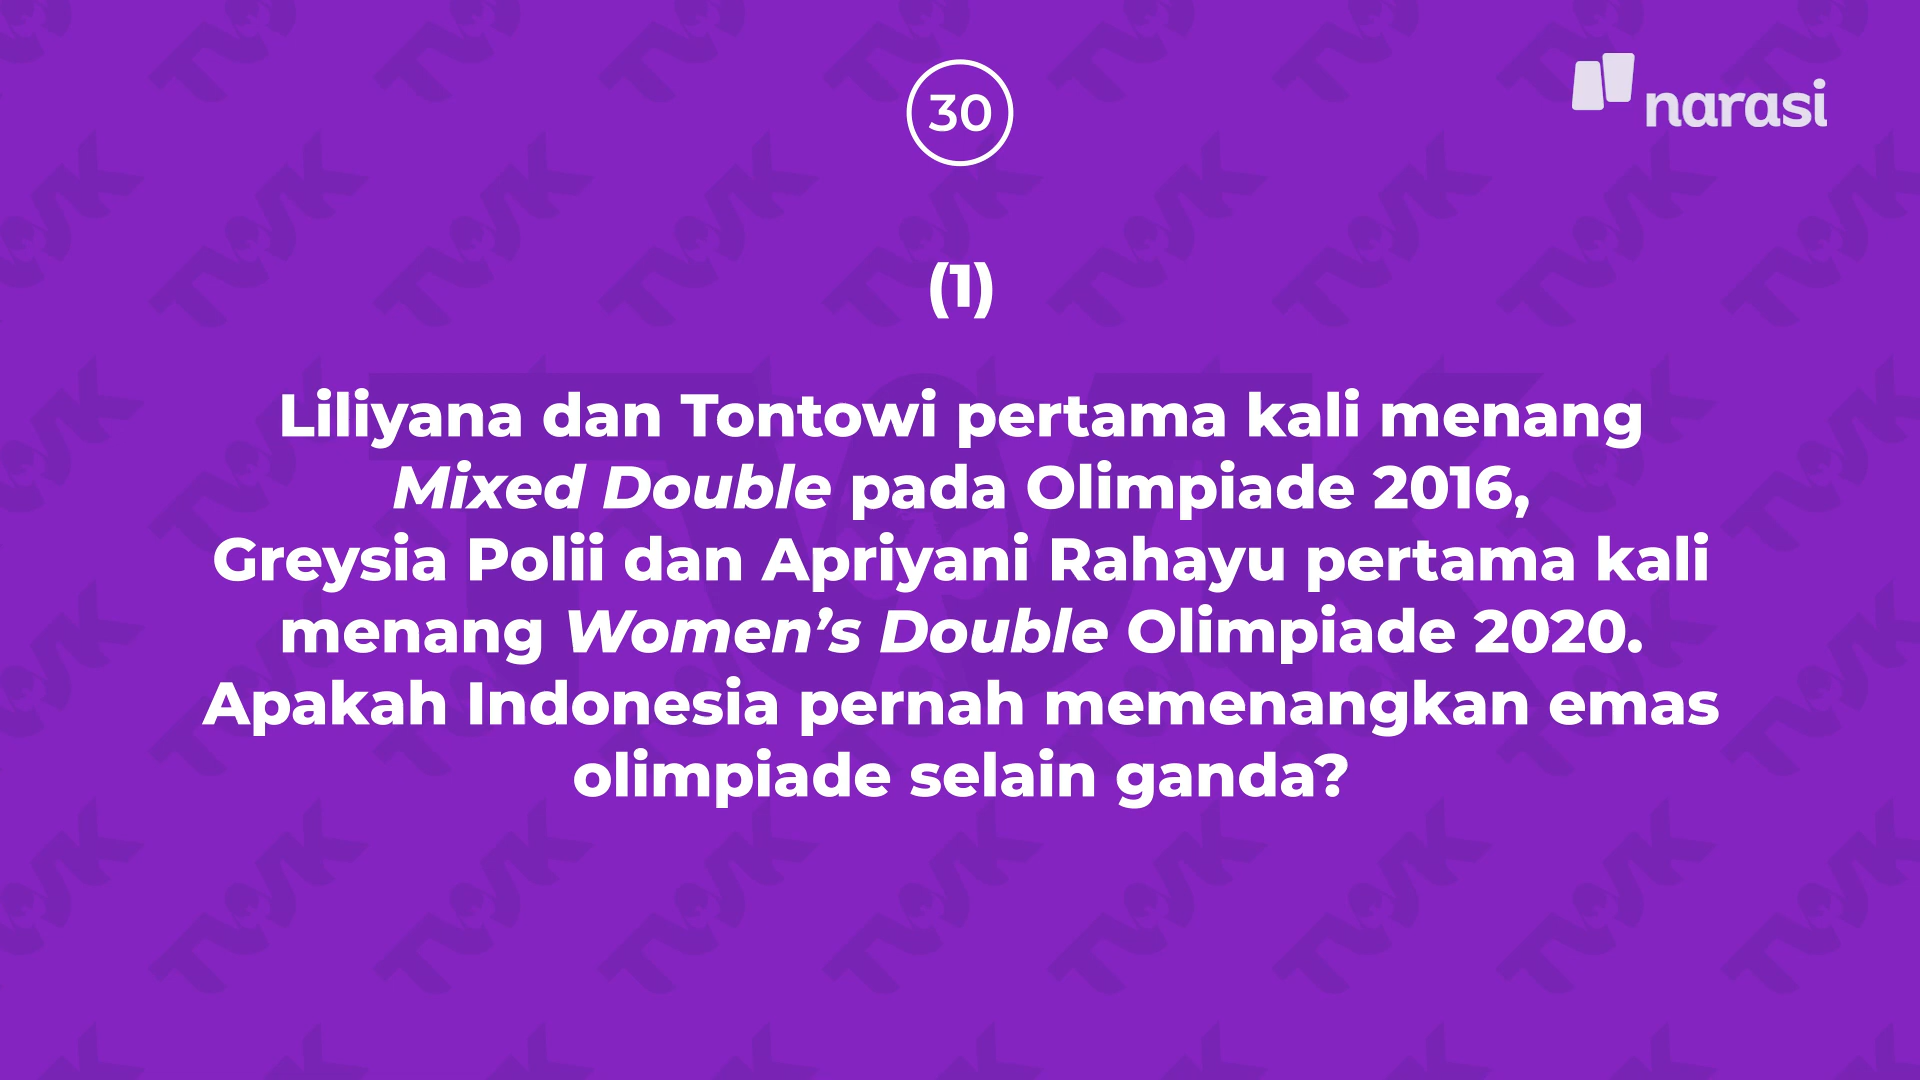 30
narasi
(1)
Liliyana dan Tontowi pertama kali menang
Mixed Double pada Olimpiade 2016,
Greysia Polii dan Apriyani Rahayu pertama kali
menang Women's Double Olimpiade 2020.
Apakah Indonesia pernah memenangkan emas
olimpiade selain ganda?